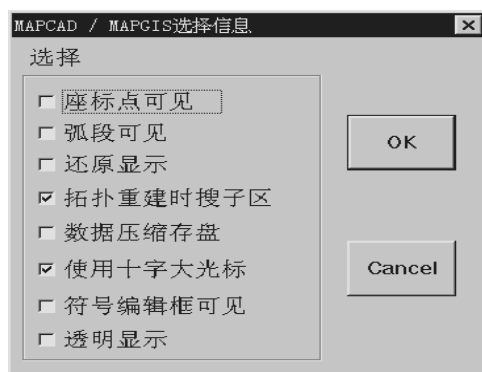 MAPCAD / MAPGIS选择信息
选择
座标点可见
弧段可见
还原显示
拓扑重建时搜子区
数据压缩存盘
使用十字大光标
符号编辑框可见
透明显示
OK
Cancel